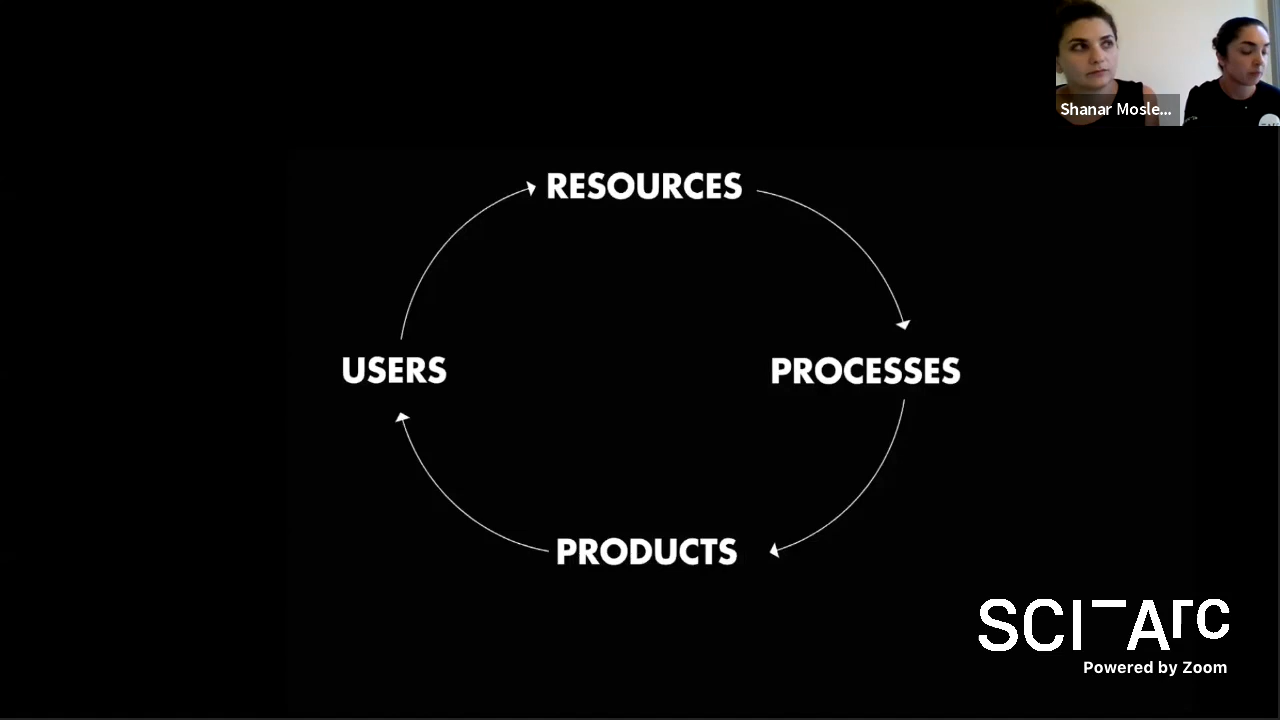 Shanar Mosle...
RESOURCES
USERS
PROCESSES
PRODUCTS
SCI-Arc
Powered by Zoom